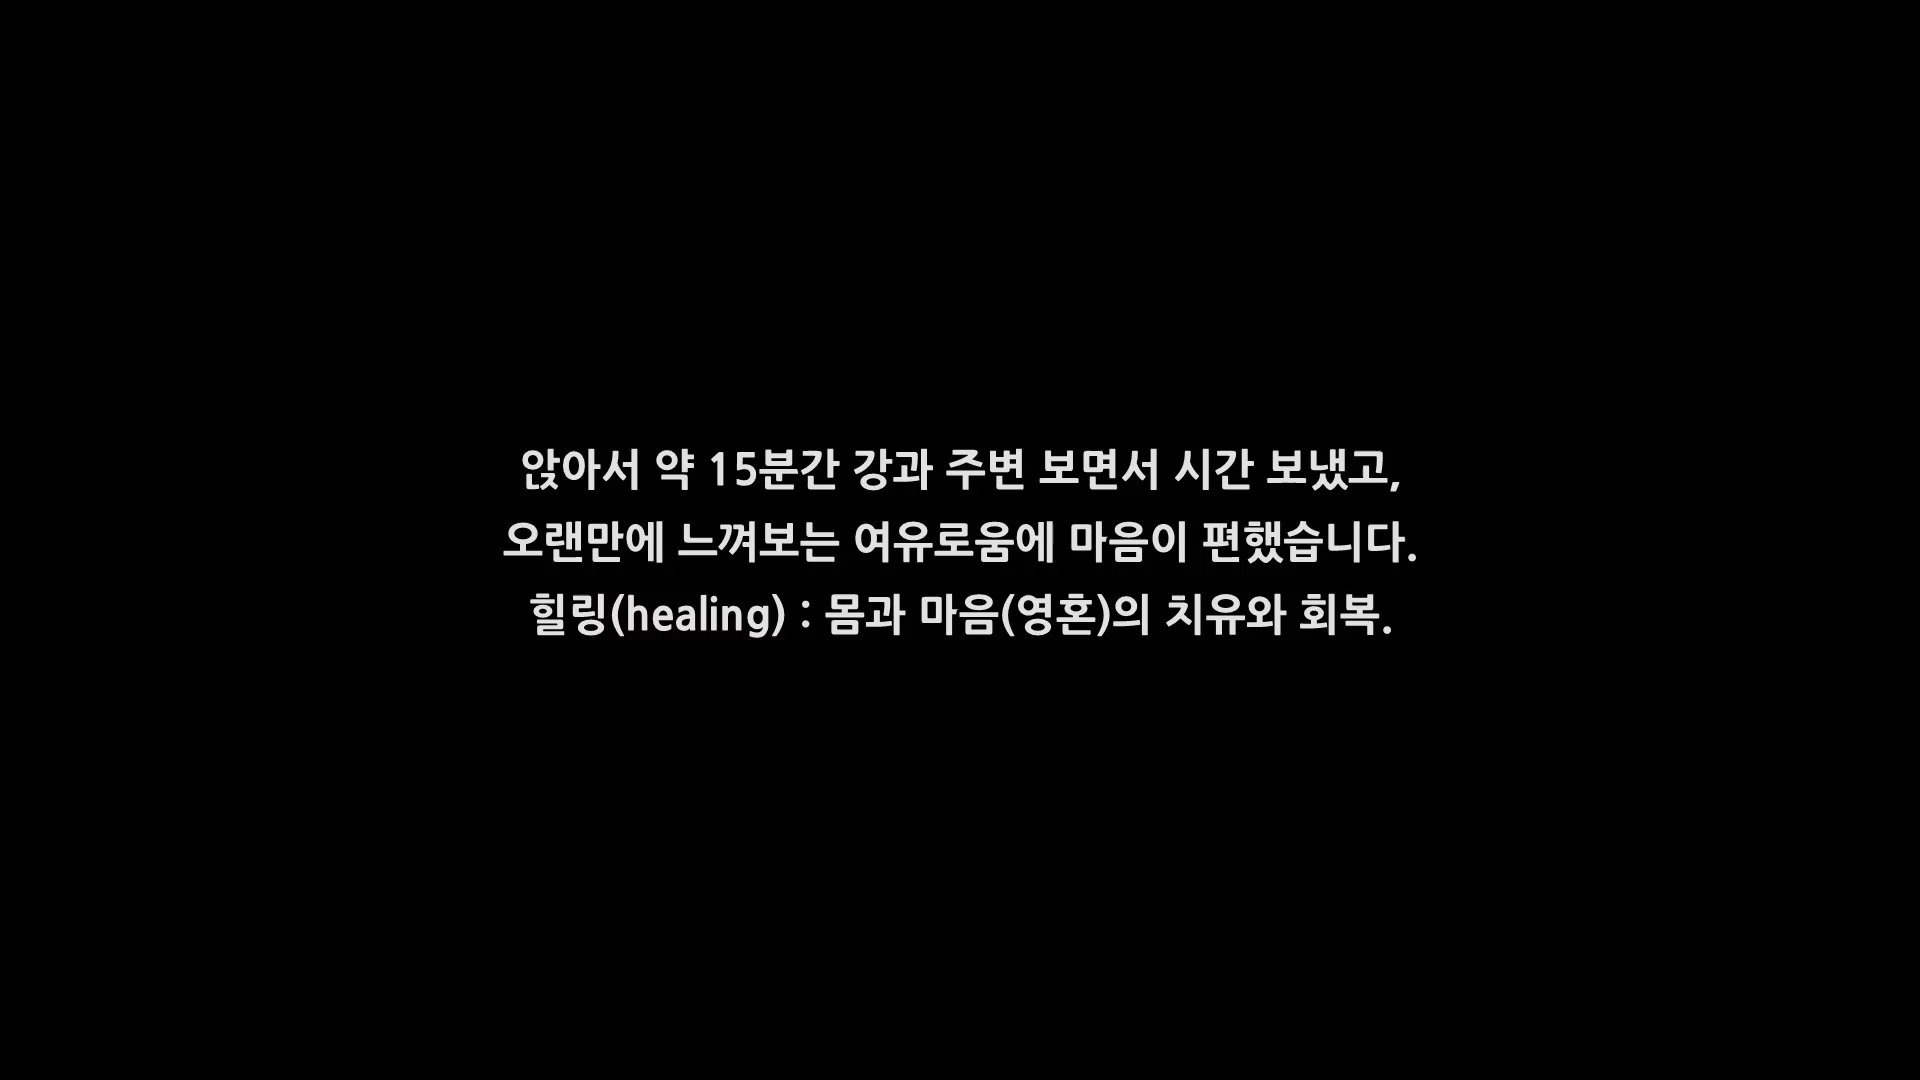 앉아서 약 15분간 강과 주변 보면서 시간 보냈고,
오랜만에 느껴보는 여유로움에 마음이 편했습니다.
힐링(healing) : 몸과 마음(영혼)의 치유와 회복.